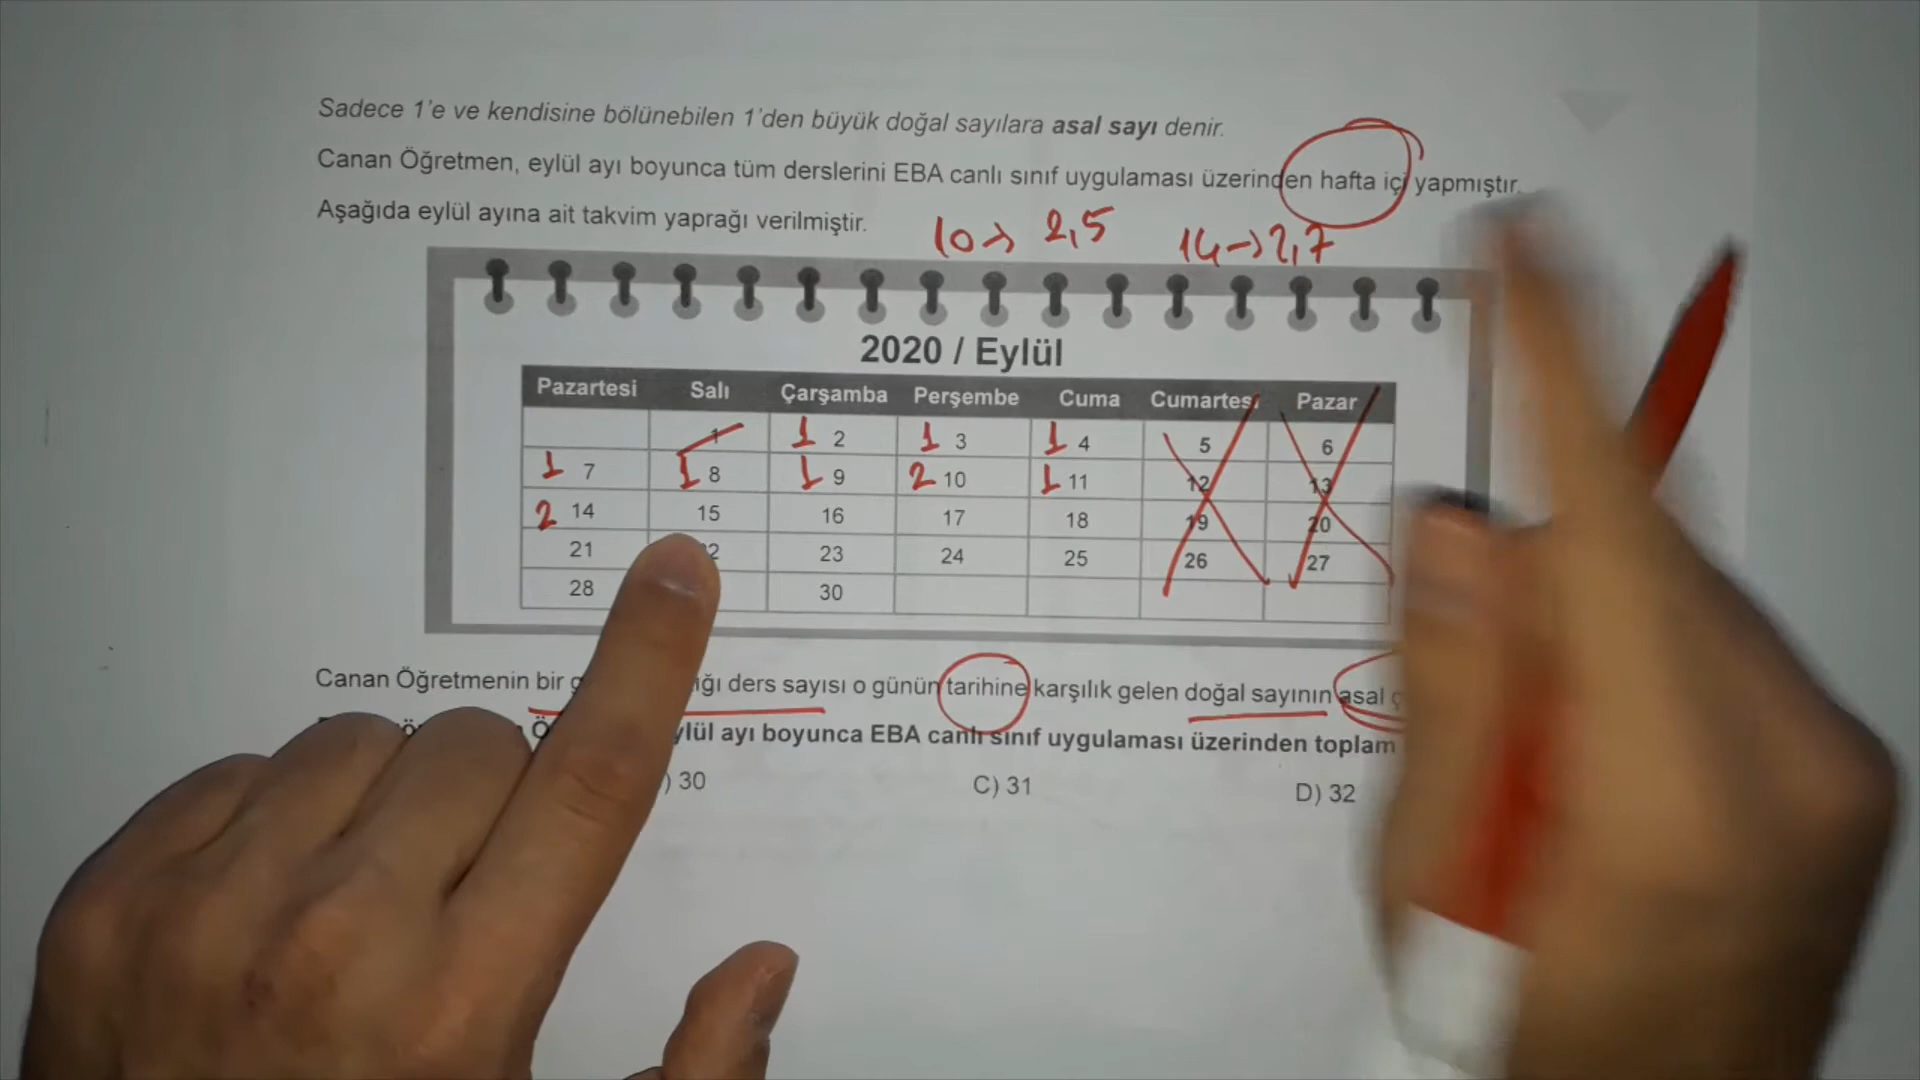 Sadece 1'e ve kendisine bölünebilen 1'den büyük doğal sayılara asal sayı denir.
Canan Öğretmen, eylül ayı boyunca tüm derslerini EBA canlı sınıf uygulaması üzerinden hafta içi yapmıştır.
Aşağıda eylül ayına ait takvim yaprağı verilmiştir.
10→ 2,5 14→2,7
2020 / Eylül
Pazartesi Salı Çarşamba Perşembe Cuma Cumartesi Pazar
1 1 2 1 3 1 4 5 6
1 7 1 8 1 9 2 10 1 11 12 13
2 14 15 16 17 18 19 20
21 23 24 25 26 27
28 30
Canan Öğretmenin bir ders sayısı o günün tarihine karşılık gelen doğal sayının asal
eylül ayı boyunca EBA canlı sınıf uygulaması üzerinden toplam
) 30 C) 31 D) 32